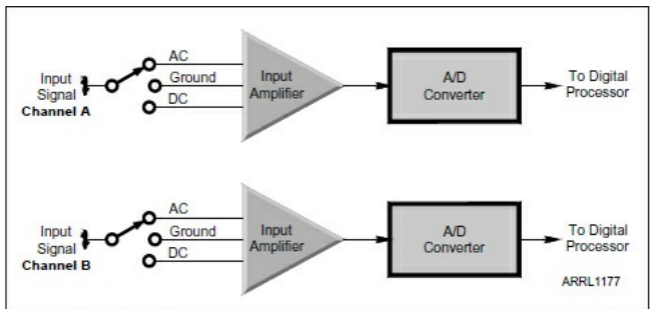 AC
Input
Signal
Channel A
Ground
DC
Input
Amplifier
A/D
Converter
To Digital
Processor
AC
Input
Signal
Channel B
Ground
DC
Input
Amplifier
A/D
Converter
To Digital
Processor
ARRL1177